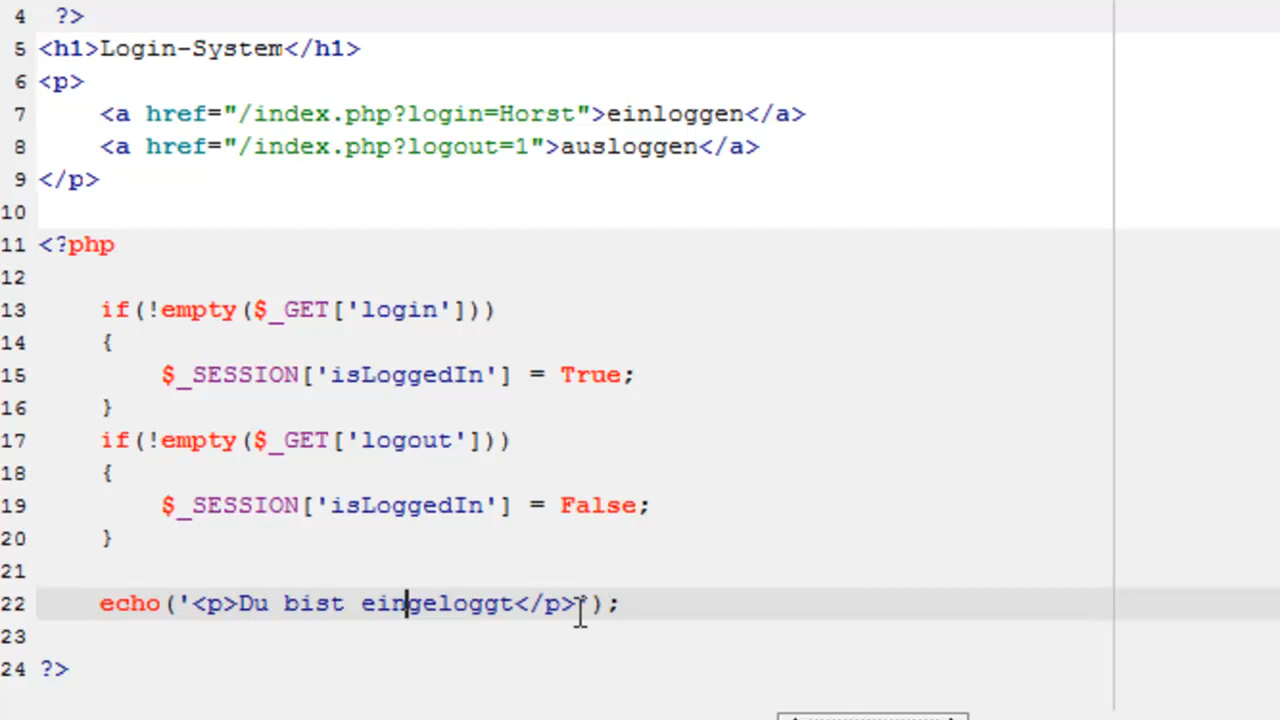 4 ?>
5 <h1>Login-System</h1>
6 <p>
7 <a href="/index.php?login=Horst">einloggen</a>
8 <a href="/index.php?logout=1">ausloggen</a>
9 </p>
10
11 <?php
12
13 if(!empty($_GET['login']))
14 {
15 $_SESSION['isLoggedIn'] = True;
16 }
17 if(!empty($_GET['logout']))
18 {
19 $_SESSION['isLoggedIn'] = False;
20 }
21
22 echo('<p>Du bist eingeloggt</p>');
23
24 ?>